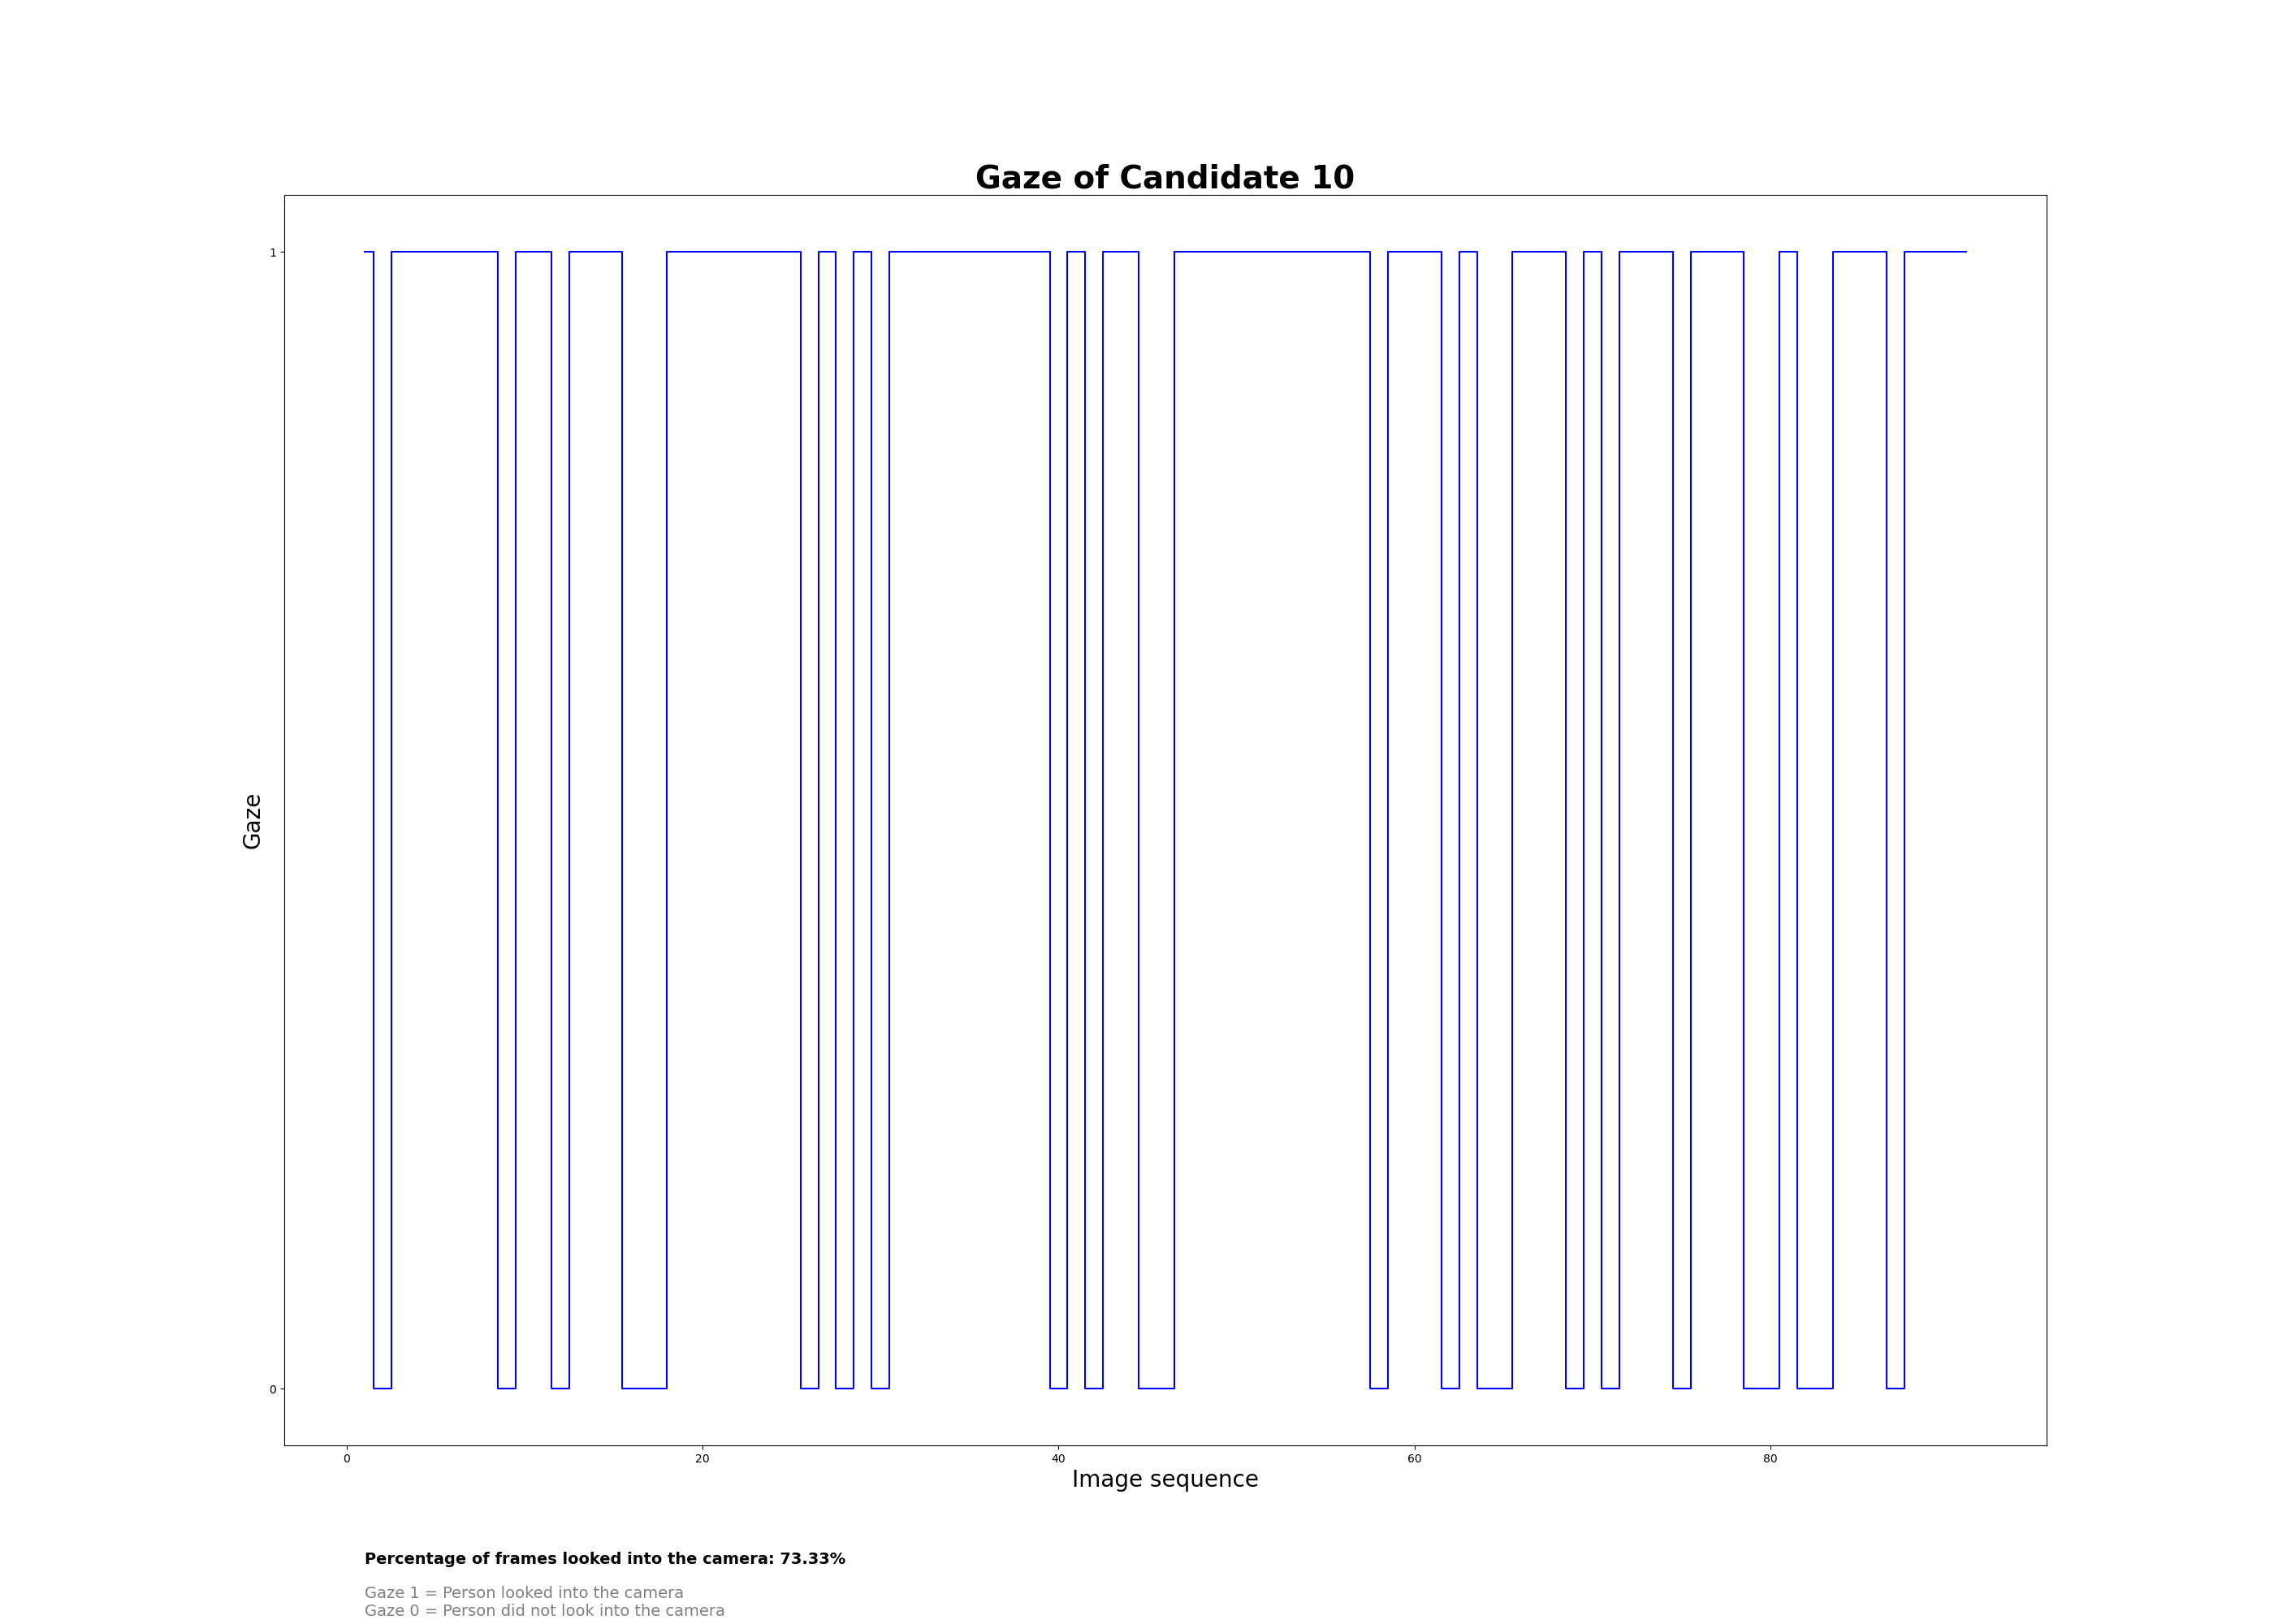 Gaze of Candidate 10
1
Gaze
0
0 20 40 60 80
Image sequence
Percentage of frames looked into the camera: 73.33%
Gaze 1 = Person looked into the camera
Gaze 0 = Person did not look into the camera